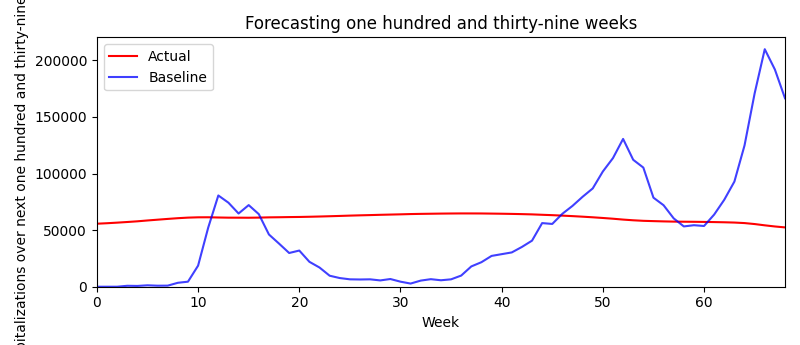 Forecasting one hundred and thirty-nine weeks
Actual
Baseline
200000
150000
100000
50000
0
pitalizations over next one hundred and thirty-nine
0 10 20 30 40 50 60
Week